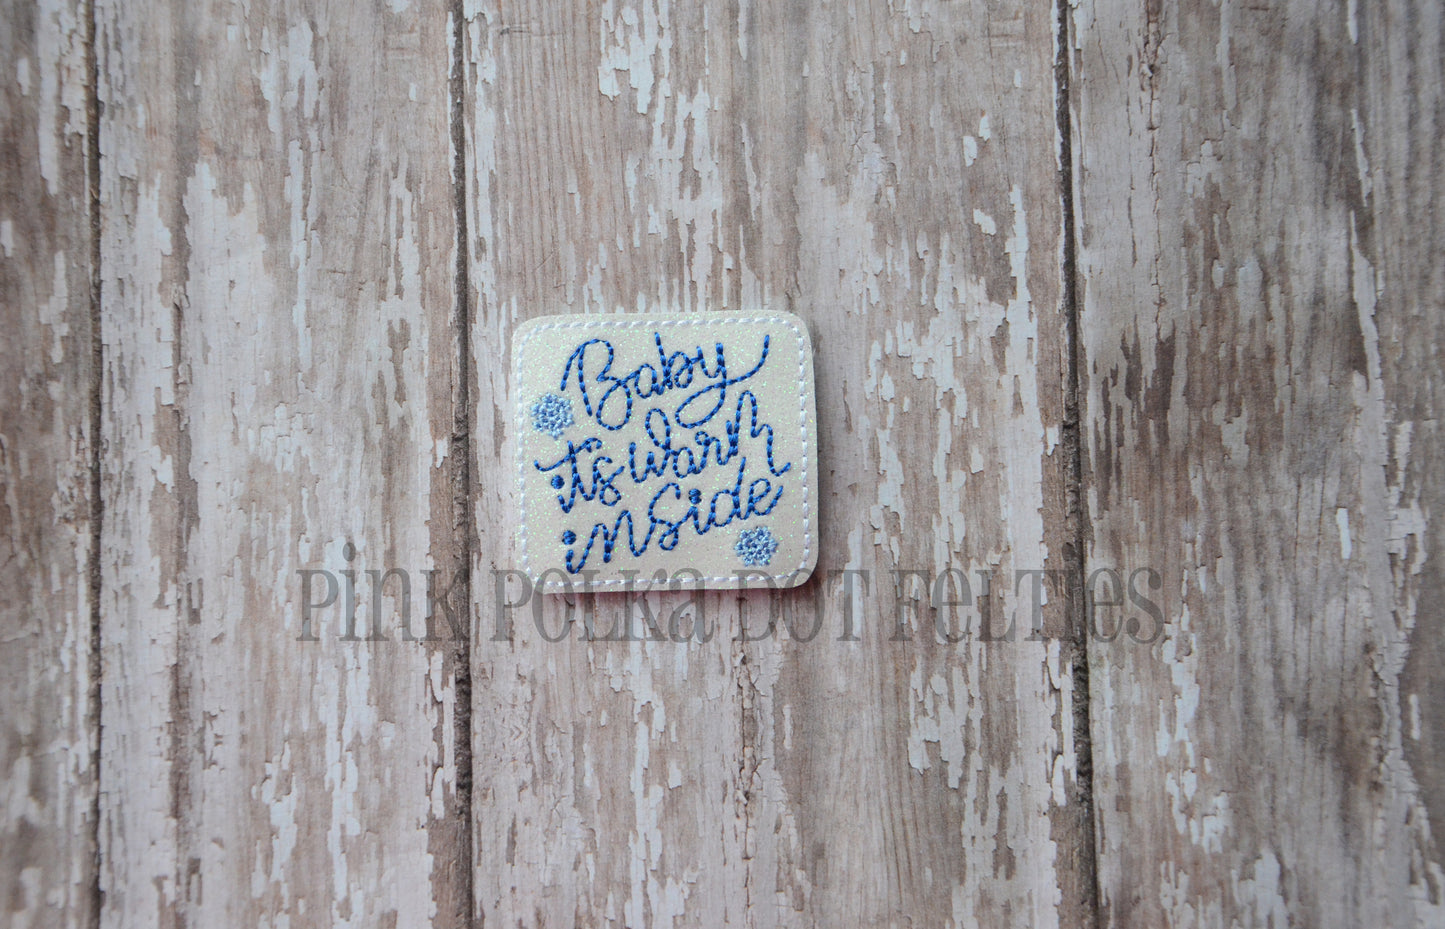 Baby
its warm
inside
Pink Polka Dot Felties